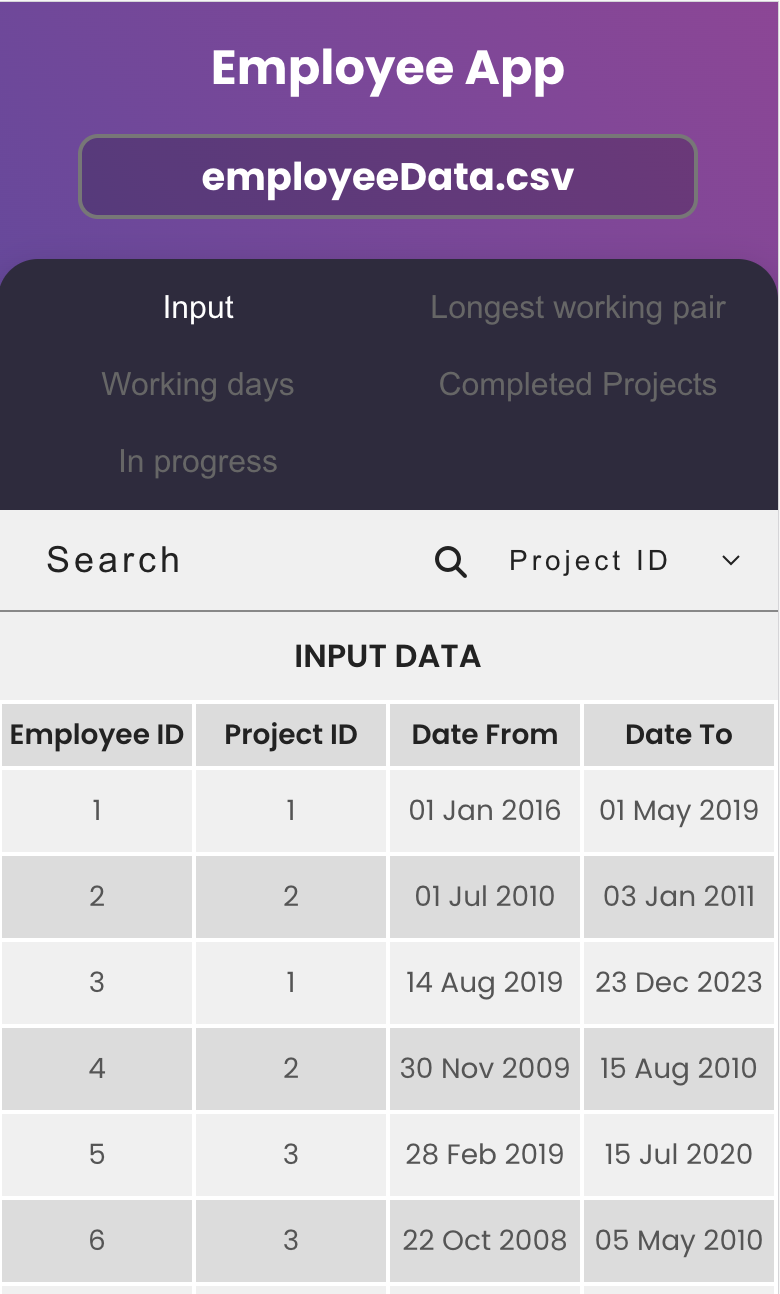 Employee App
employeeData.csv
Input Longest working pair
Working days Completed Projects
In progress
Search Project ID
INPUT DATA
Employee ID Project ID Date From Date To
1 1 01 Jan 2016 01 May 2019
2 2 01 Jul 2010 03 Jan 2011
3 1 14 Aug 2019 23 Dec 2023
4 2 30 Nov 2009 15 Aug 2010
5 3 28 Feb 2019 15 Jul 2020
6 3 22 Oct 2008 05 May 2010